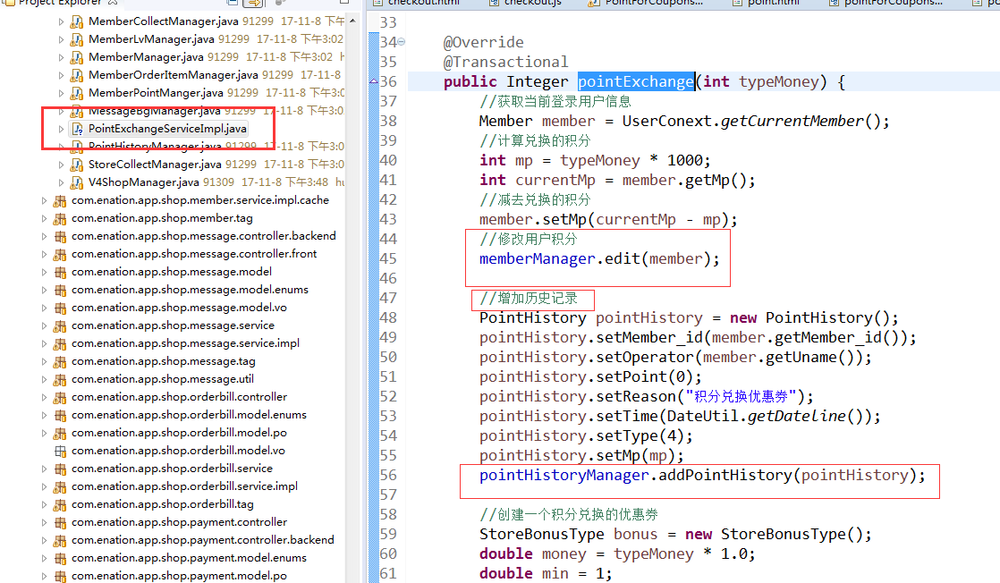 Project Explorer
MemberCollectManager.java 91299 17-11-8 下午
MemberLvManager.java 91299 17-11-8 下午3:02
MemberManager.java 91299 17-11-8 下午3:02
MemberOrderItemManager.java 91299 17-11-8
MemberPointManger.java 91299 17-11-8 下午3:0
MessageBgManager.java 91299 17-11-8 下午3:0
PointExchangeServiceImpl.java
PointHistoryManager.java 91299 17-11-8 下午3:0
StoreCollectManager.java 91299 17-11-8 下午3:0
V4ShopManager.java 91309 17-11-8 下午3:48
com.enation.app.shop.member.service.impl.cache
com.enation.app.shop.member.tag
com.enation.app.shop.message.controller.backend
com.enation.app.shop.message.controller.front
com.enation.app.shop.message.model
com.enation.app.shop.message.model.enums
com.enation.app.shop.message.model.vo
com.enation.app.shop.message.service
com.enation.app.shop.message.service.impl
com.enation.app.shop.message.tag
com.enation.app.shop.message.util
com.enation.app.shop.orderbill.controller
com.enation.app.shop.orderbill.model.enums
com.enation.app.shop.orderbill.model.po
com.enation.app.shop.orderbill.model.vo
com.enation.app.shop.orderbill.service
com.enation.app.shop.orderbill.service.impl
com.enation.app.shop.orderbill.tag
com.enation.app.shop.payment.controller
com.enation.app.shop.payment.controller.backend
com.enation.app.shop.payment.model.enums
com.enation.app.shop.payment.model.po
checkout.html checkout.js PointForCoupons... point.html pointForCoupons... po
33
34 @Override
35 @Transactional
36 public Integer pointExchange(int typeMoney) {
37 //获取当前登录用户信息
38 Member member = UserConext.getCurrentMember();
39 //计算兑换的积分
40 int mp = typeMoney * 1000;
41 int currentMp = member.getMp();
42 //减去兑换的积分
43 member.setMp(currentMp - mp);
44 //修改用户积分
45 memberManager.edit(member);
46
47 //增加历史记录
48 PointHistory pointHistory = new PointHistory();
49 pointHistory.setMember_id(member.getMember_id());
50 pointHistory.setOperator(member.getUname());
51 pointHistory.setPoint(0);
52 pointHistory.setReason("积分兑换优惠券");
53 pointHistory.setTime(DateUtil.getDateline());
54 pointHistory.setType(4);
55 pointHistory.setMp(mp);
56 pointHistoryManager.addPointHistory(pointHistory);
57
58 //创建一个积分兑换的优惠券
59 StoreBonusType bonus = new StoreBonusType();
60 double money = typeMoney * 1.0;
61 double min = 1;